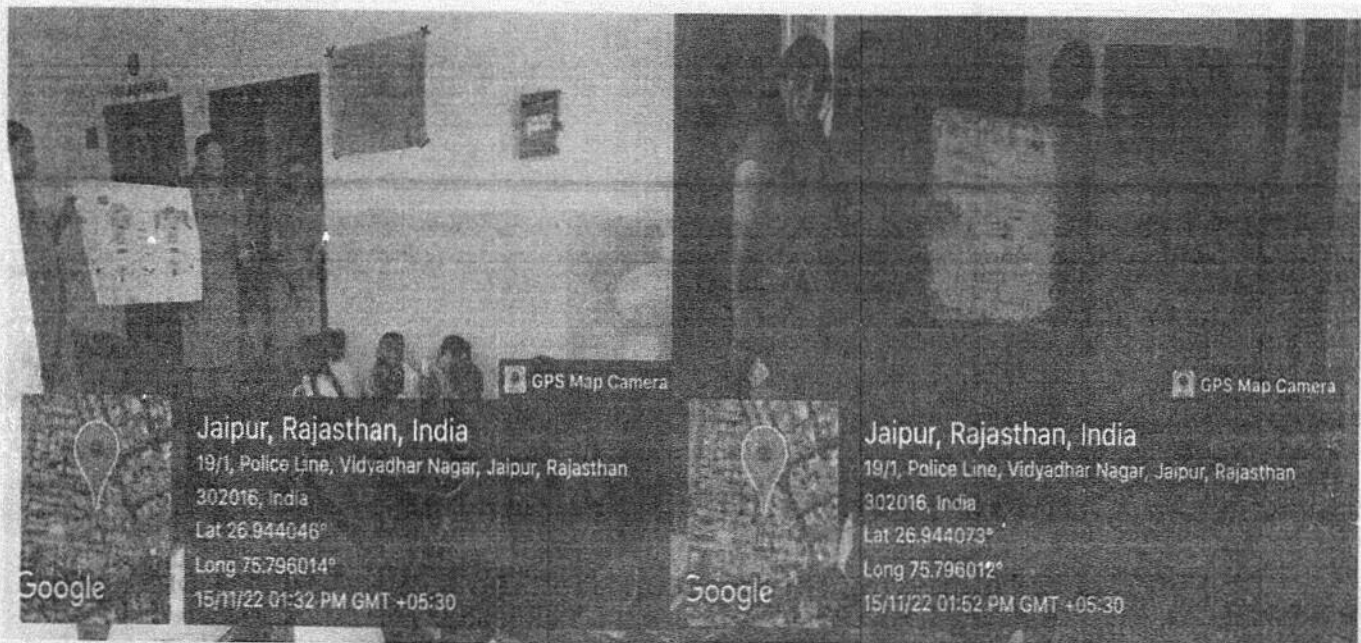 GPS Map Camera
Jaipur, Rajasthan, India
19/1, Police Line, Vidyadhar Nagar, Jaipur, Rajasthan
302016, India
Lat 26.944046°
Long 75.796014°
15/11/22 01:32 PM GMT +05:30
Google
GPS Map Camera
Jaipur, Rajasthan, India
19/1, Police Line, Vidyadhar Nagar, Jaipur, Rajasthan
302016, India
Lat 26.944073°
Long 75.796012°
15/11/22 01:52 PM GMT +05:30
Google